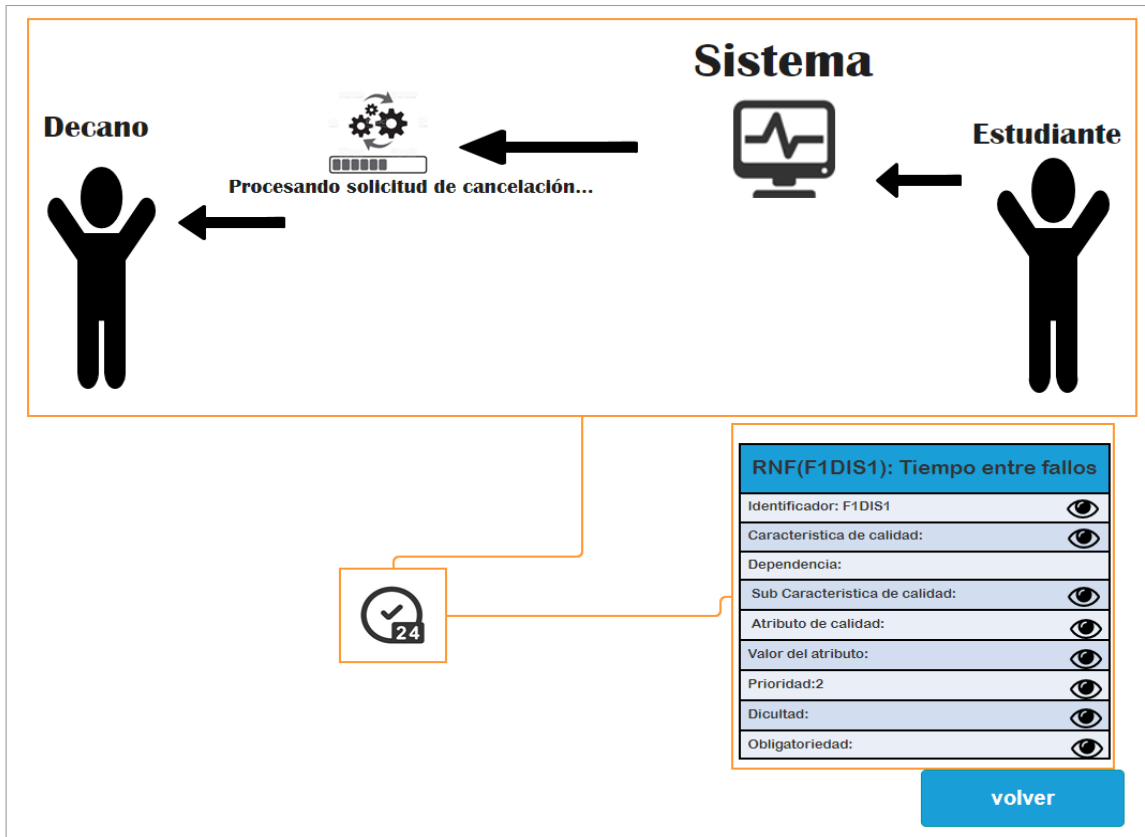 Sistema
Decano
Estudiante
Procesando solicitud de cancelación...
24
RNF(F1DIS1): Tiempo entre fallos
Identificador: F1DIS1
Caracteristica de calidad:
Dependencia:
Sub Caracteristica de calidad:
Atributo de calidad:
Valor del atributo:
Prioridad:2
Dicultad:
Obligatoriedad:
volver